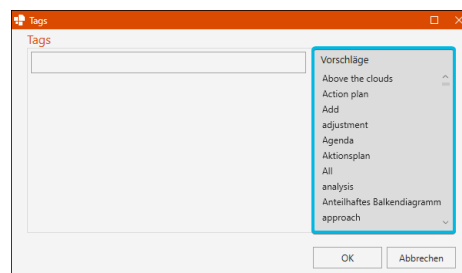 Tags
Tags
Vorschläge
Above the clouds
Action plan
Add
adjustment
Agenda
Aktionsplan
All
analysis
Anteilhaftes Balkendiagramm
approach
OK
Abbrechen